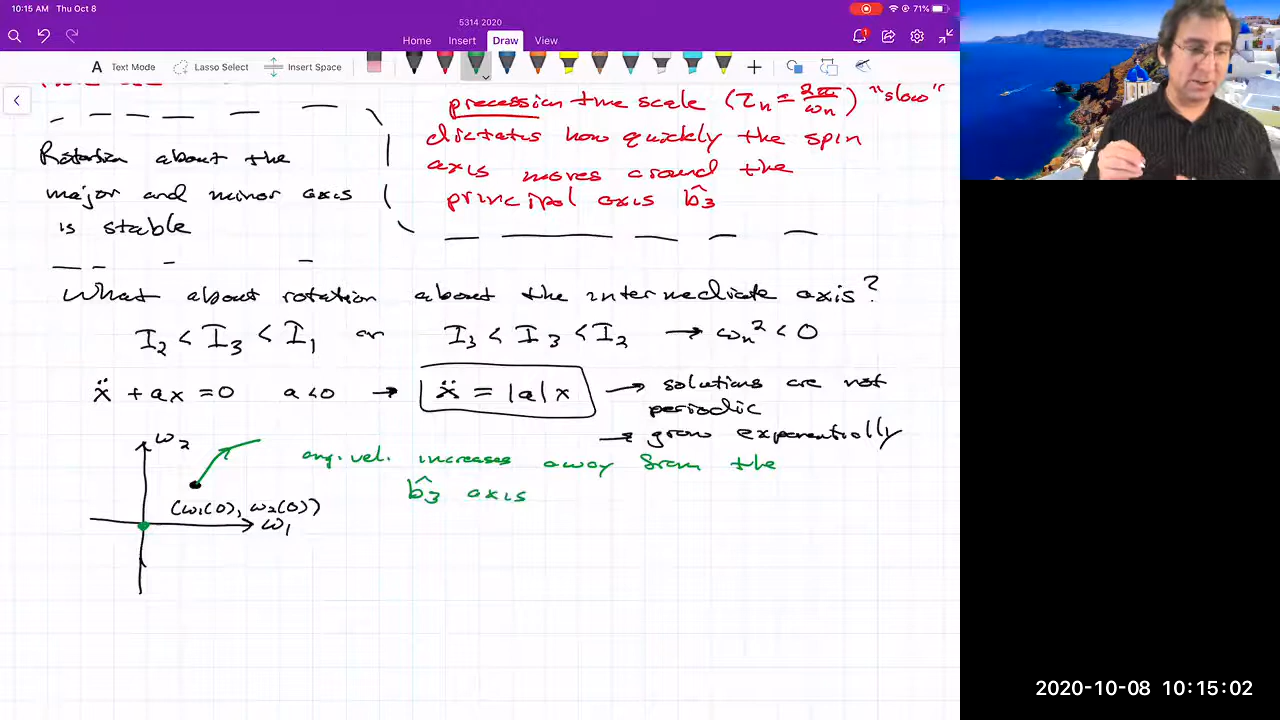 10:15 AM Thu Oct 8
71%
5314 2020
Home Insert Draw View
1
Text Mode Lasso Select Insert Space
precession time scale (τn = 2π/ωn) "slow"
dictates how quickly the spin
axis moves around the
principal axis b̂3
Rotation about the
major and minor axis
is stable
What about rotation about the intermediate axis?
I2 < I3 < I1 or I3 < I3 < I2 → ωn² < 0
ẍ + ax = 0 a<0 → ẍ = |a| x → solutions are not
periodic
→ grow exponentially
ω2
ang. vel. increases away from the
b̂3 axis
(ω1(0), ω2(0))
ω1
2020-10-08 10:15:02